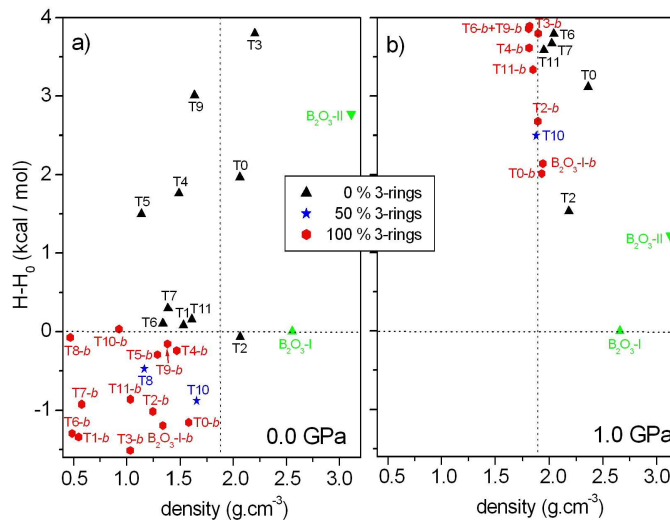 a)
4
3
2
1
0
-1
H-H₀ (kcal / mol)
T3
T9
B₂O₃-II
T0
T4
T5
T7
T11
T1
T6
T2
B₂O₃-I
T10-b
T8-b
T5-b
T4-b
T9-b
T8
T11-b
T10
T7-b
T2-b
T6-b
T0-b
T1-b
T3-b
B₂O₃-I-b
0.0 GPa
0.5 1.0 1.5 2.0 2.5 3.0
density (g.cm⁻³)
0 % 3-rings
50 % 3-rings
100 % 3-rings
b)
T3-b
T6-b+T9-b
T6
T7
T4-b
T11
T11-b
T0
T2-b
T10
B₂O₃-I-b
T0-b
T2
B₂O₃-II
B₂O₃-I
1.0 GPa
0.5 1.0 1.5 2.0 2.5 3.0
density (g.cm⁻³)